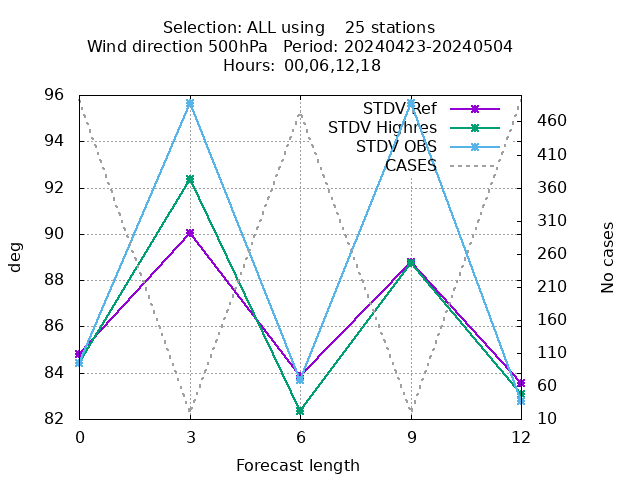 Selection: ALL using    25 stations
Wind direction 500hPa   Period: 20240423-20240504
Hours: 00,06,12,18
STDV Ref
STDV Highres
STDV OBS
CASES
96
94
92
90
88
86
84
82
460
410
360
310
260
210
160
110
60
10
deg
No cases
0 3 6 9 12
Forecast length